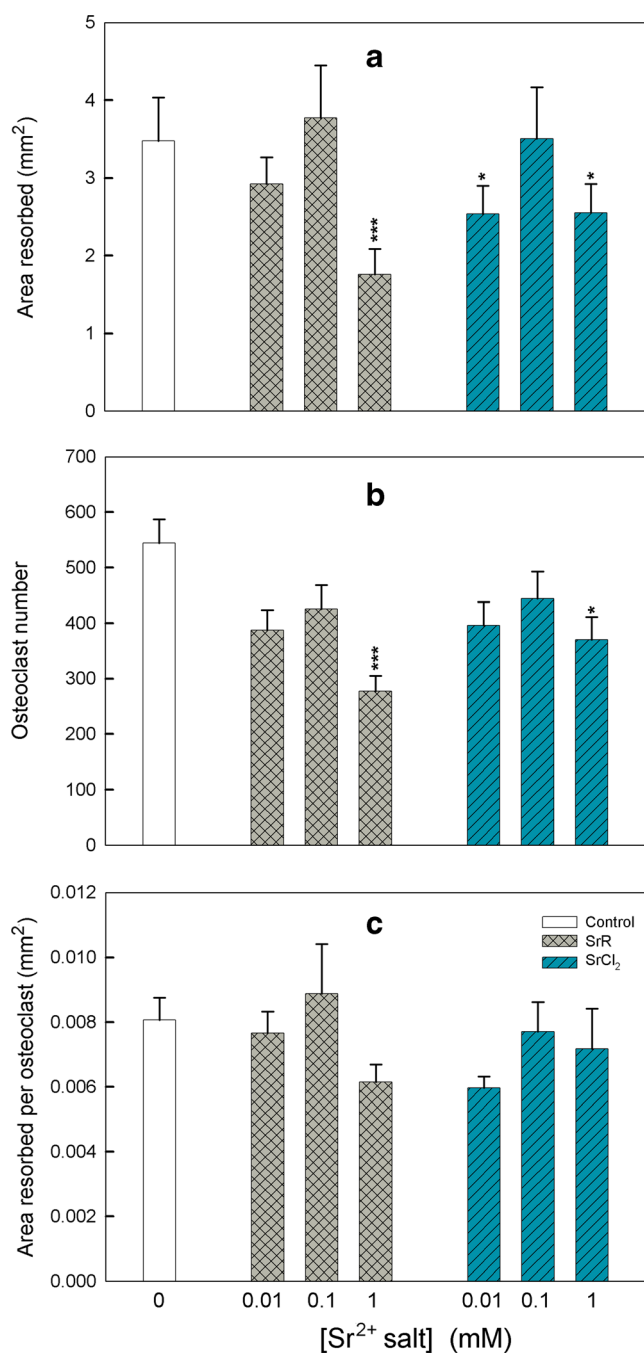 a
Area resorbed (mm²)
5
4
3
2
1
0
***
*
*
b
Osteoclast number
700
600
500
400
300
200
100
0
***
*
c
Area resorbed per osteoclast (mm²)
0.012
0.010
0.008
0.006
0.004
0.002
0.000
Control
SrR
SrCl₂
0 0.01 0.1 1 0.01 0.1 1
[Sr²⁺ salt] (mM)